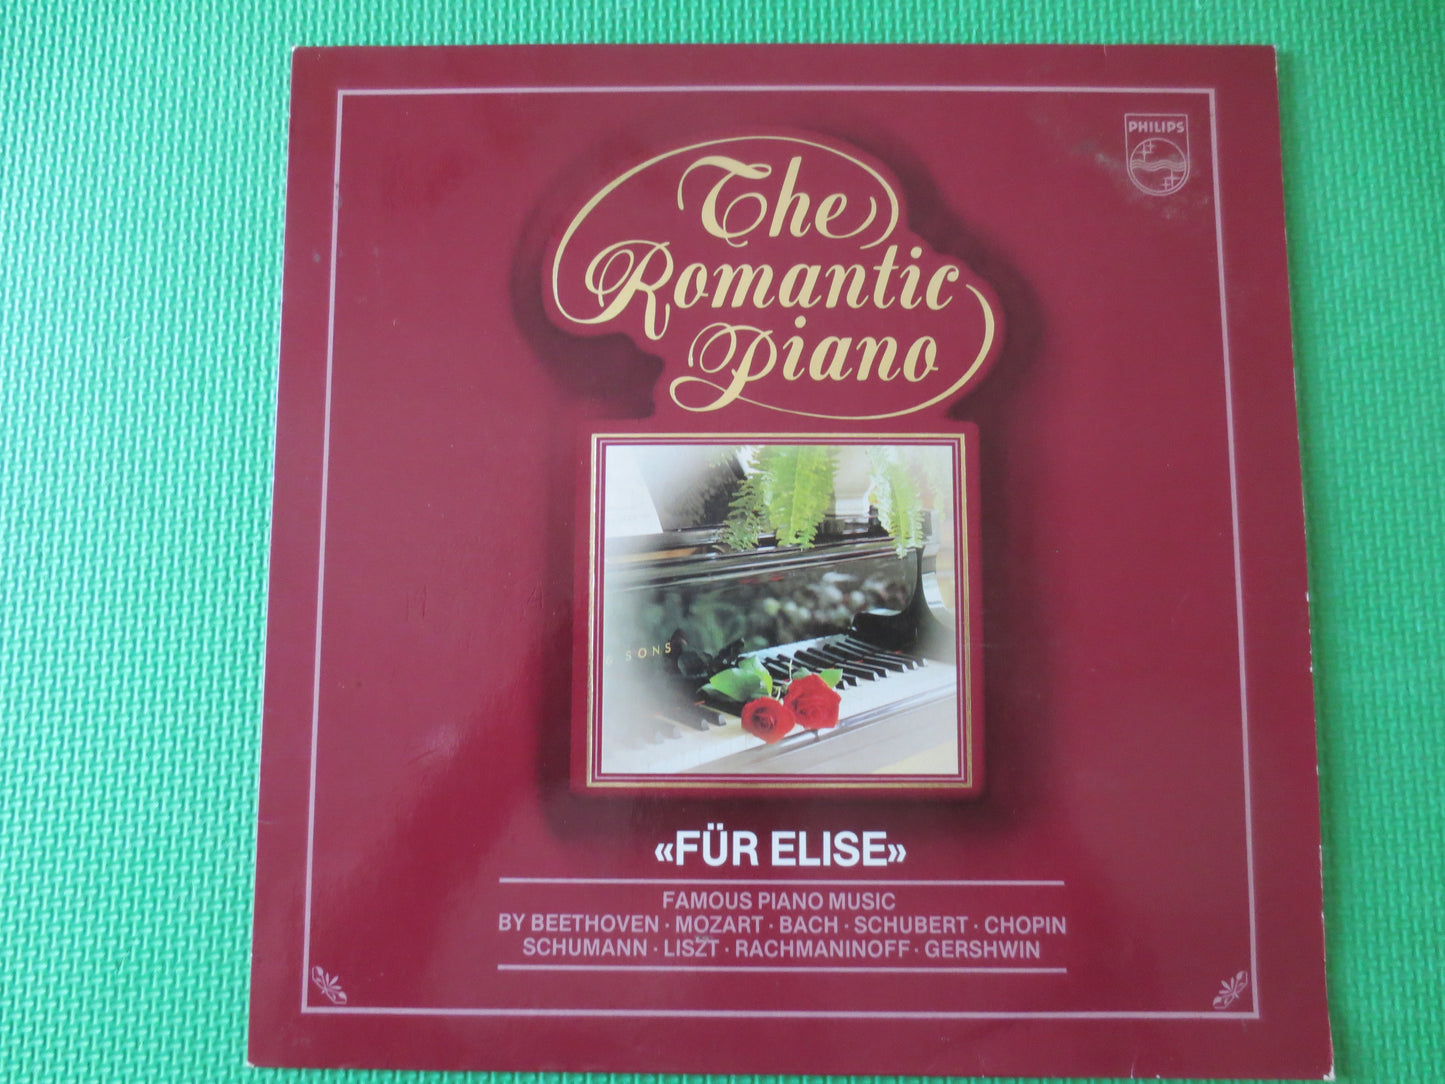 PHILIPS
The
Romantic
Piano
& SONS
«FÜR ELISE»
FAMOUS PIANO MUSIC
BY BEETHOVEN · MOZART · BACH · SCHUBERT · CHOPIN
SCHUMANN · LISZT · RACHMANINOFF · GERSHWIN